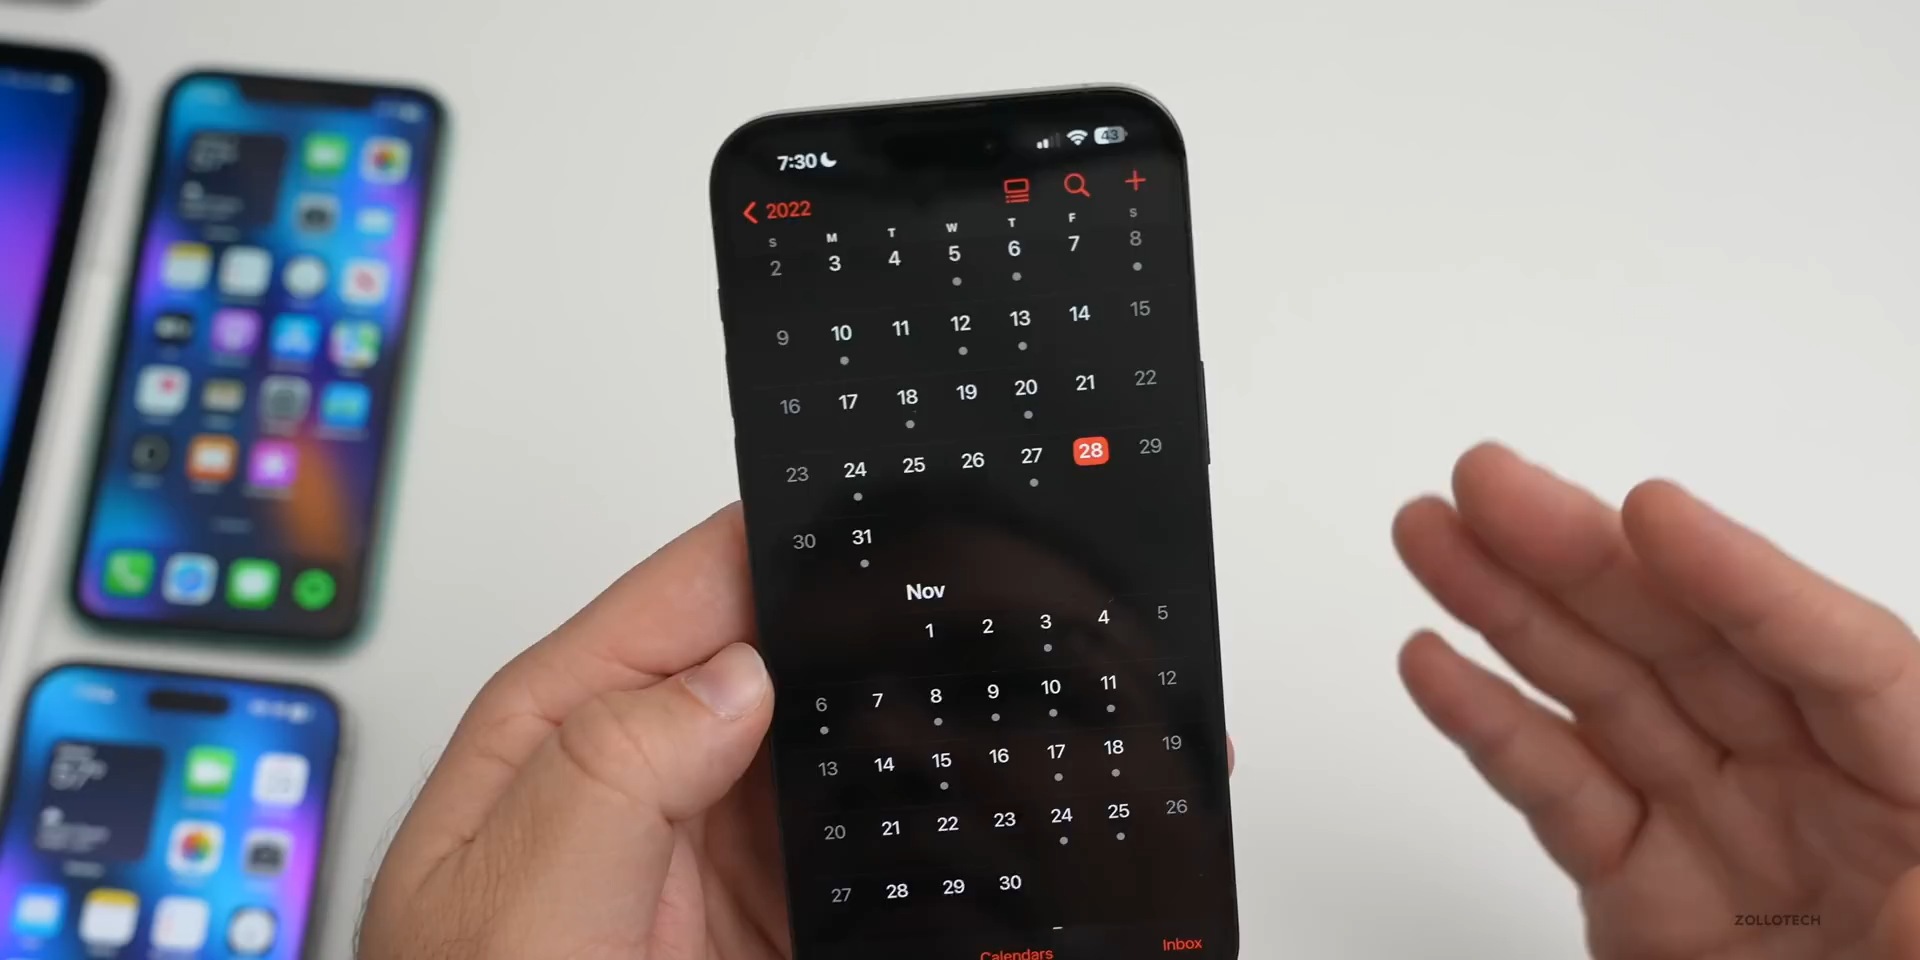 7:30
43
2022
S M T W T F S
2 3 4 5 6 7 8
9 10 11 12 13 14 15
16 17 18 19 20 21 22
23 24 25 26 27 28 29
30 31
Nov
1 2 3 4 5
6 7 8 9 10 11 12
13 14 15 16 17 18 19
20 21 22 23 24 25 26
27 28 29 30
Calendars Inbox
ZOLLOTECH